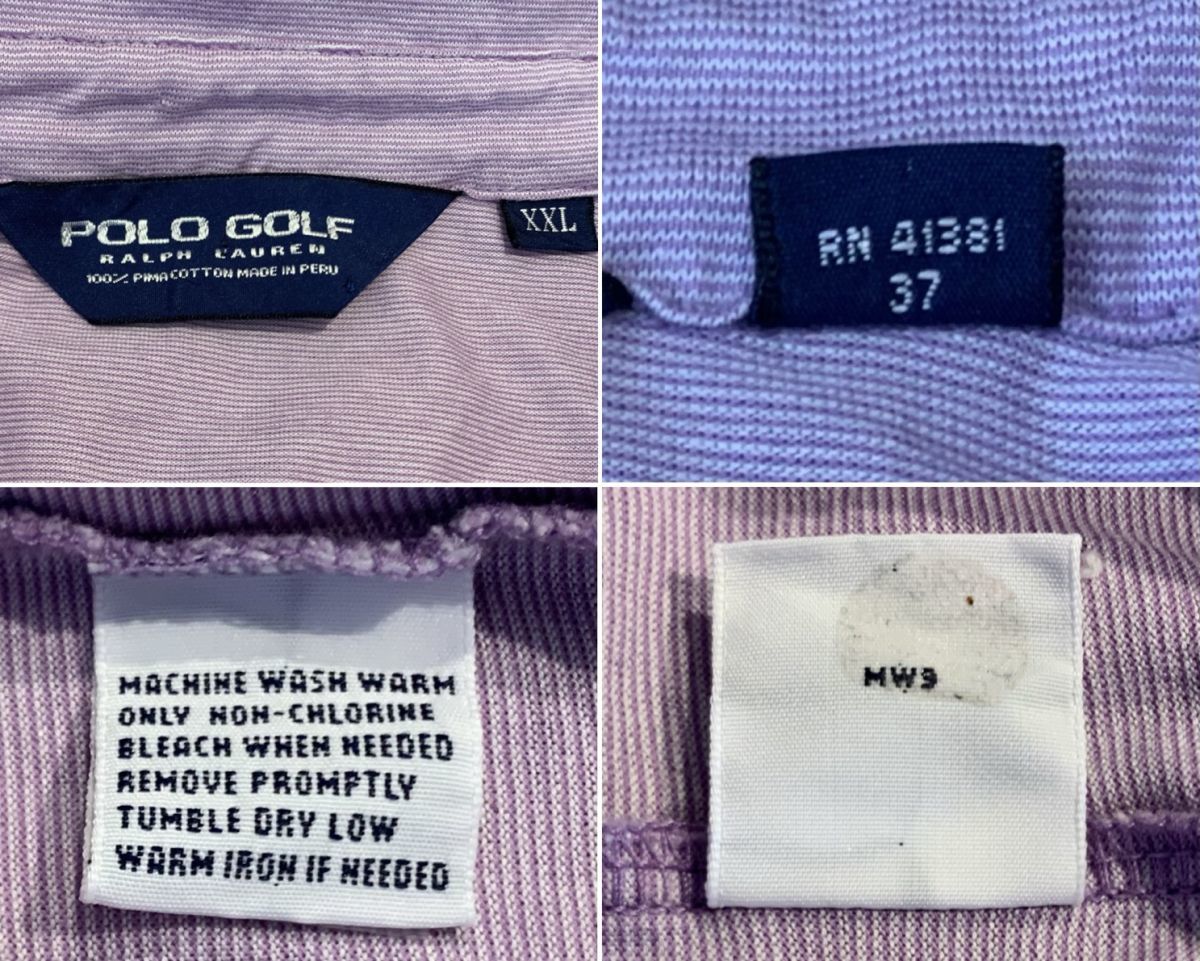 POLO GOLF
RALPH LAUREN
100% PIMA COTTON MADE IN PERU
XXL
RN 41381
37
MACHINE WASH WARM
ONLY NON-CHLORINE
BLEACH WHEN NEEDED
REMOVE PROMPTLY
TUMBLE DRY LOW
WARM IRON IF NEEDED
MW9